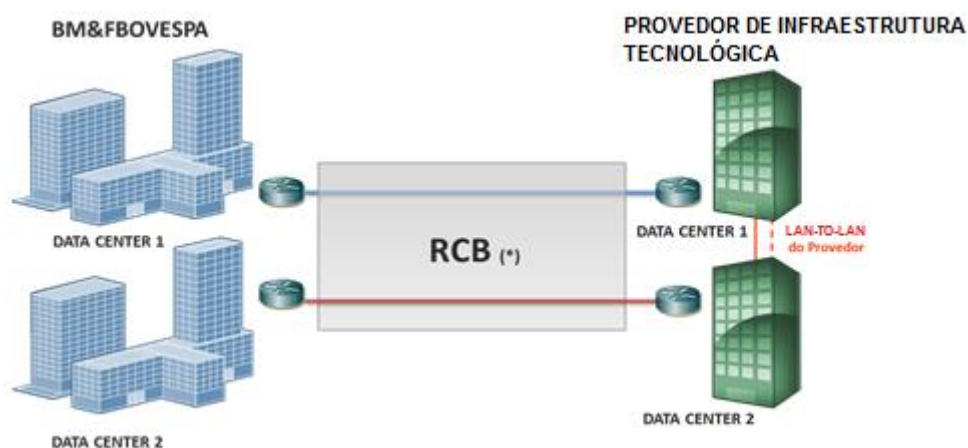 BM&FBOVESPA
PROVEDOR DE INFRAESTRUTURA
TECNOLÓGICA
DATA CENTER 1
DATA CENTER 1
LAN-TO-LAN
do Provedor
RCB (*)
DATA CENTER 2
DATA CENTER 2